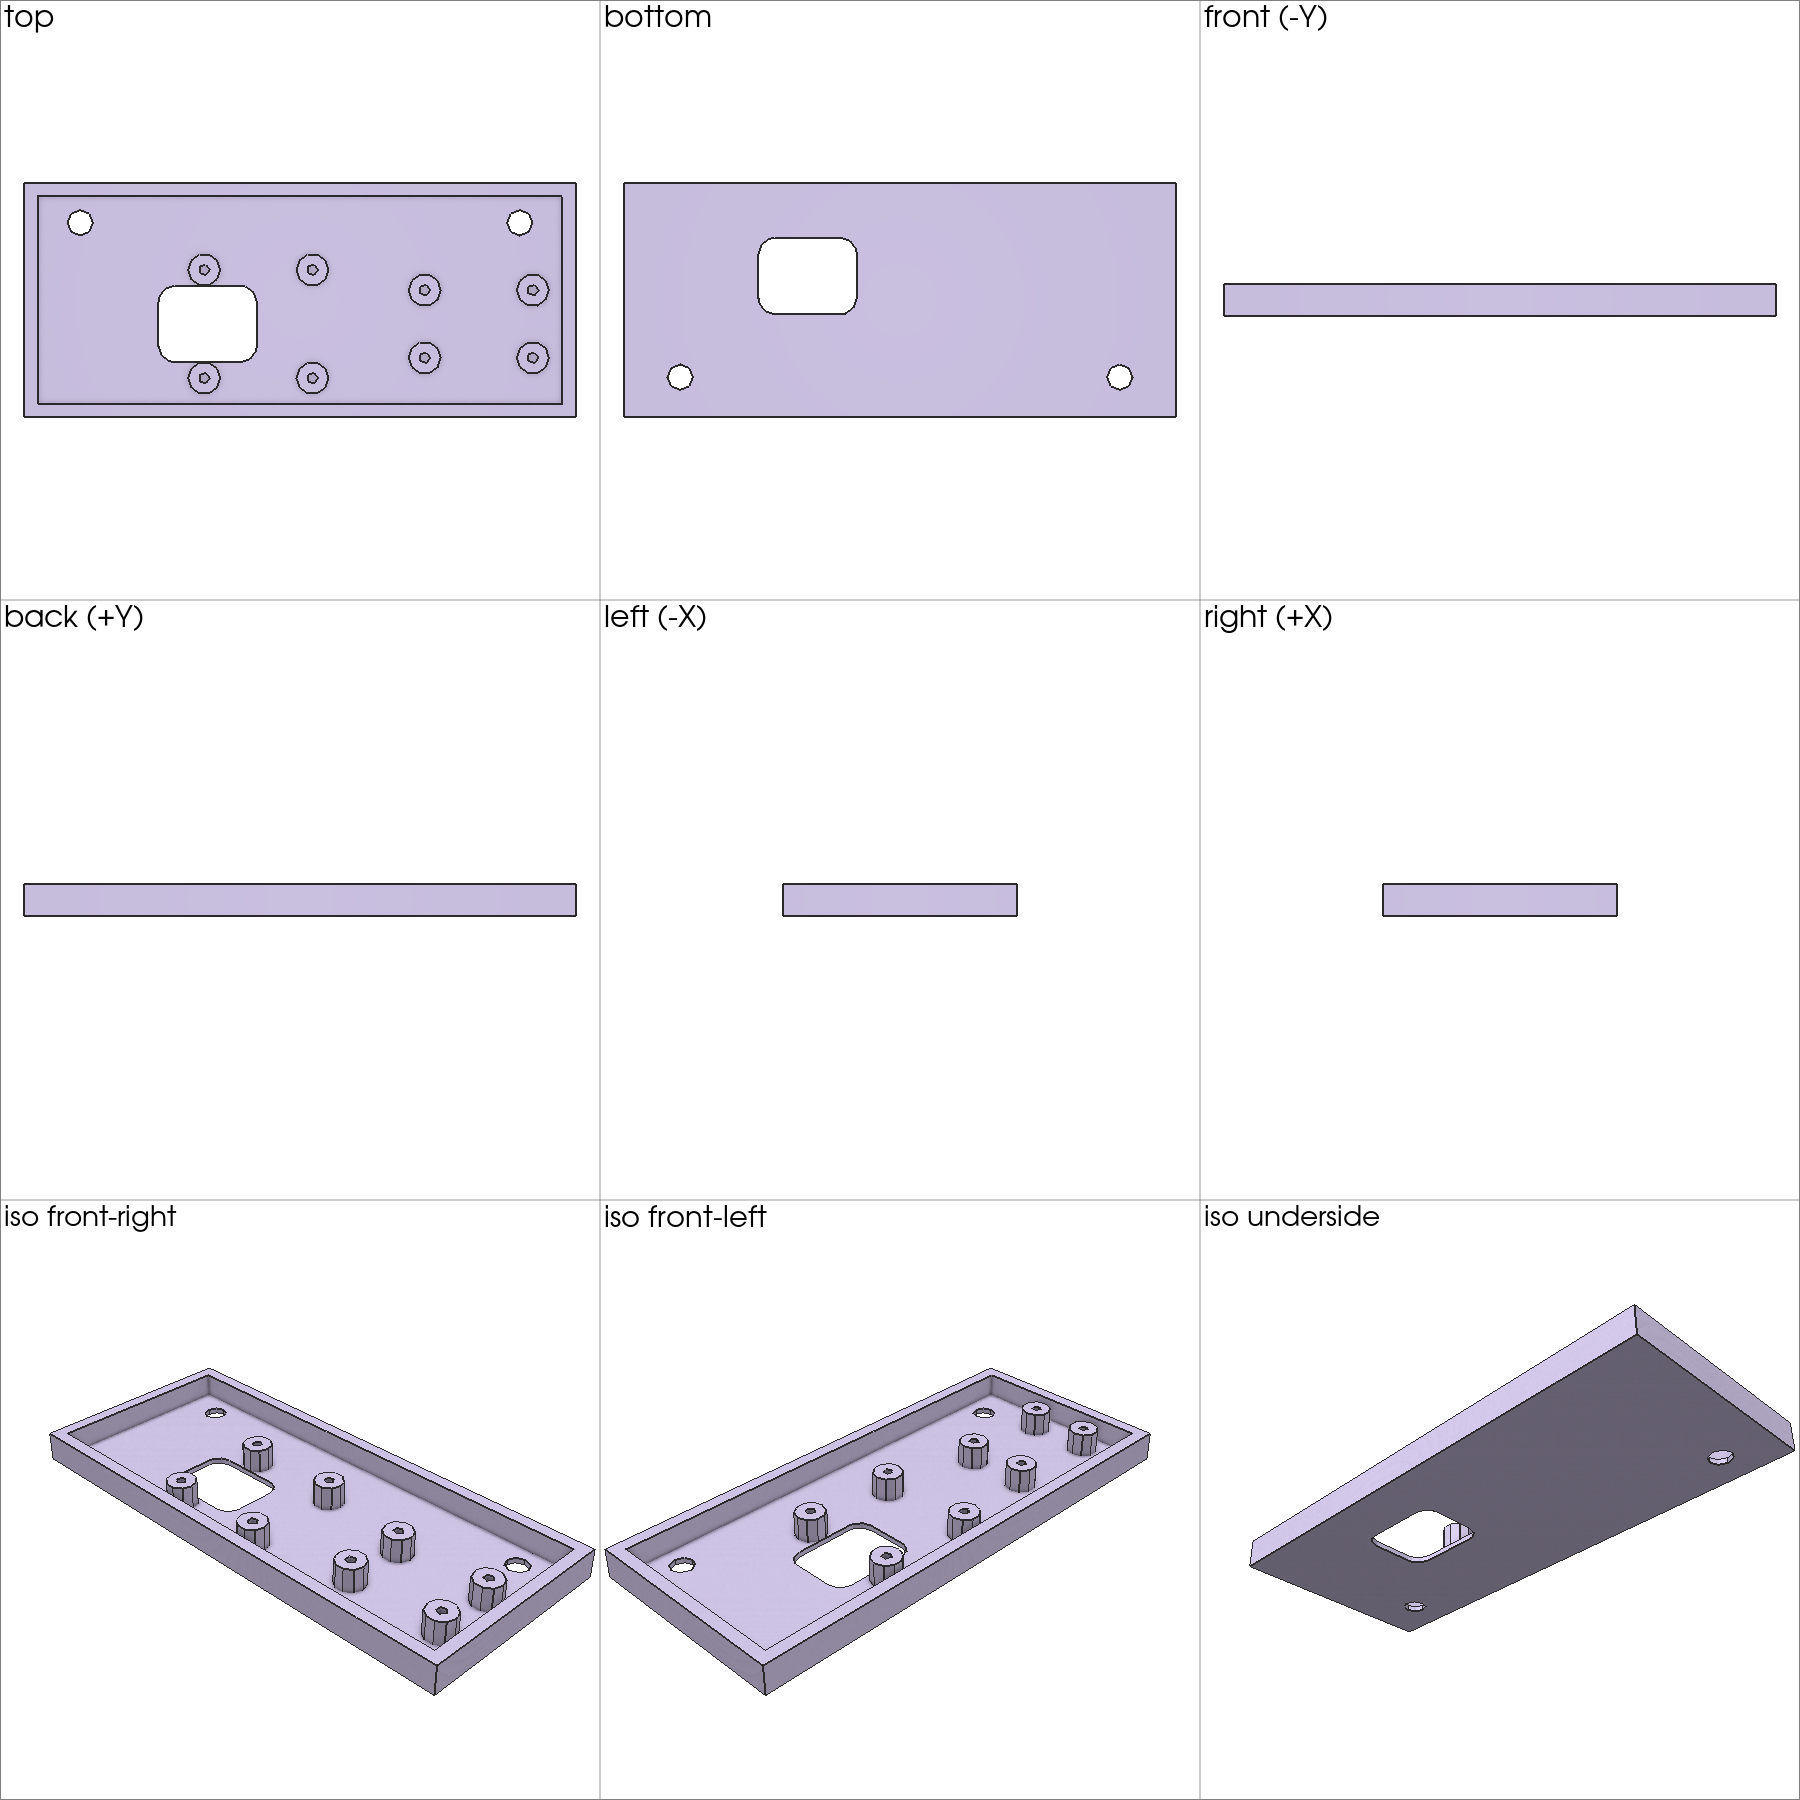 top
bottom
front (-Y)
back (+Y)
left (-X)
right (+X)
iso front-right
iso front-left
iso underside